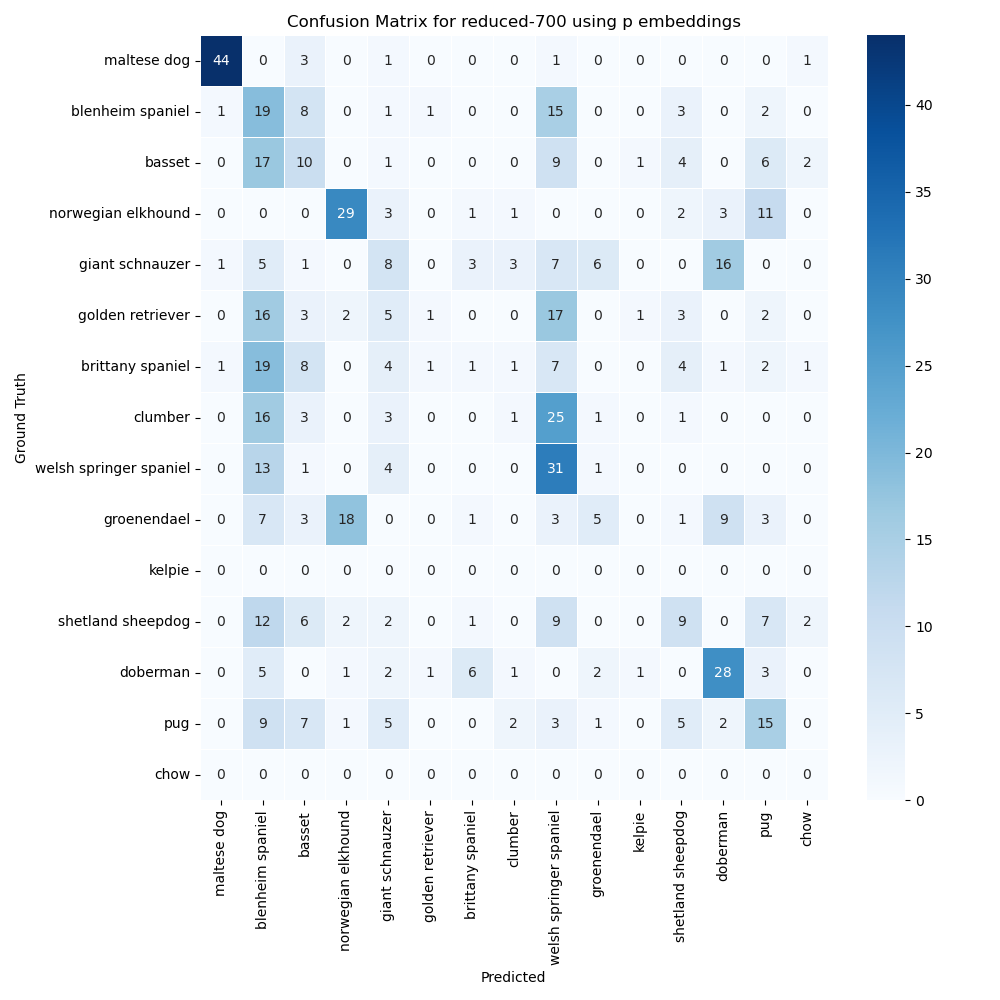 Confusion Matrix for reduced-700 using p embeddings
maltese dog 44 0 3 0 1 0 0 0 1 0 0 0 0 0 1
blenheim spaniel 1 19 8 0 1 1 0 0 15 0 0 3 0 2 0
basset 0 17 10 0 1 0 0 0 9 0 1 4 0 6 2
norwegian elkhound 0 0 0 29 3 0 1 1 0 0 0 2 3 11 0
giant schnauzer 1 5 1 0 8 0 3 3 7 6 0 0 16 0 0
golden retriever 0 16 3 2 5 1 0 0 17 0 1 3 0 2 0
brittany spaniel 1 19 8 0 4 1 1 1 7 0 0 4 1 2 1
clumber 0 16 3 0 3 0 0 1 25 1 0 1 0 0 0
welsh springer spaniel 0 13 1 0 4 0 0 0 31 1 0 0 0 0 0
groenendael 0 7 3 18 0 0 1 0 3 5 0 1 9 3 0
kelpie 0 0 0 0 0 0 0 0 0 0 0 0 0 0 0
shetland sheepdog 0 12 6 2 2 0 1 0 9 0 0 9 0 7 2
doberman 0 5 0 1 2 1 6 1 0 2 1 0 28 3 0
pug 0 9 7 1 5 0 0 2 3 1 0 5 2 15 0
chow 0 0 0 0 0 0 0 0 0 0 0 0 0 0 0
Ground Truth
maltese dog
blenheim spaniel
basset
norwegian elkhound
giant schnauzer
golden retriever
brittany spaniel
clumber
welsh springer spaniel
groenendael
kelpie
shetland sheepdog
doberman
pug
chow
Predicted
40
35
30
25
20
15
10
5
0